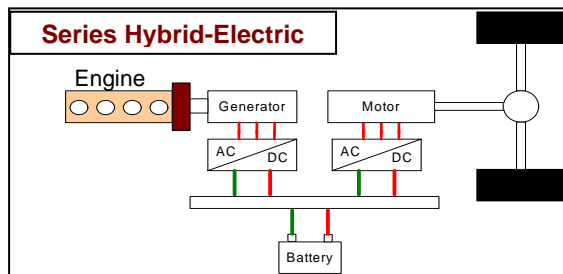 Series Hybrid-Electric
Engine
Generator
Motor
AC
DC
AC
DC
Battery